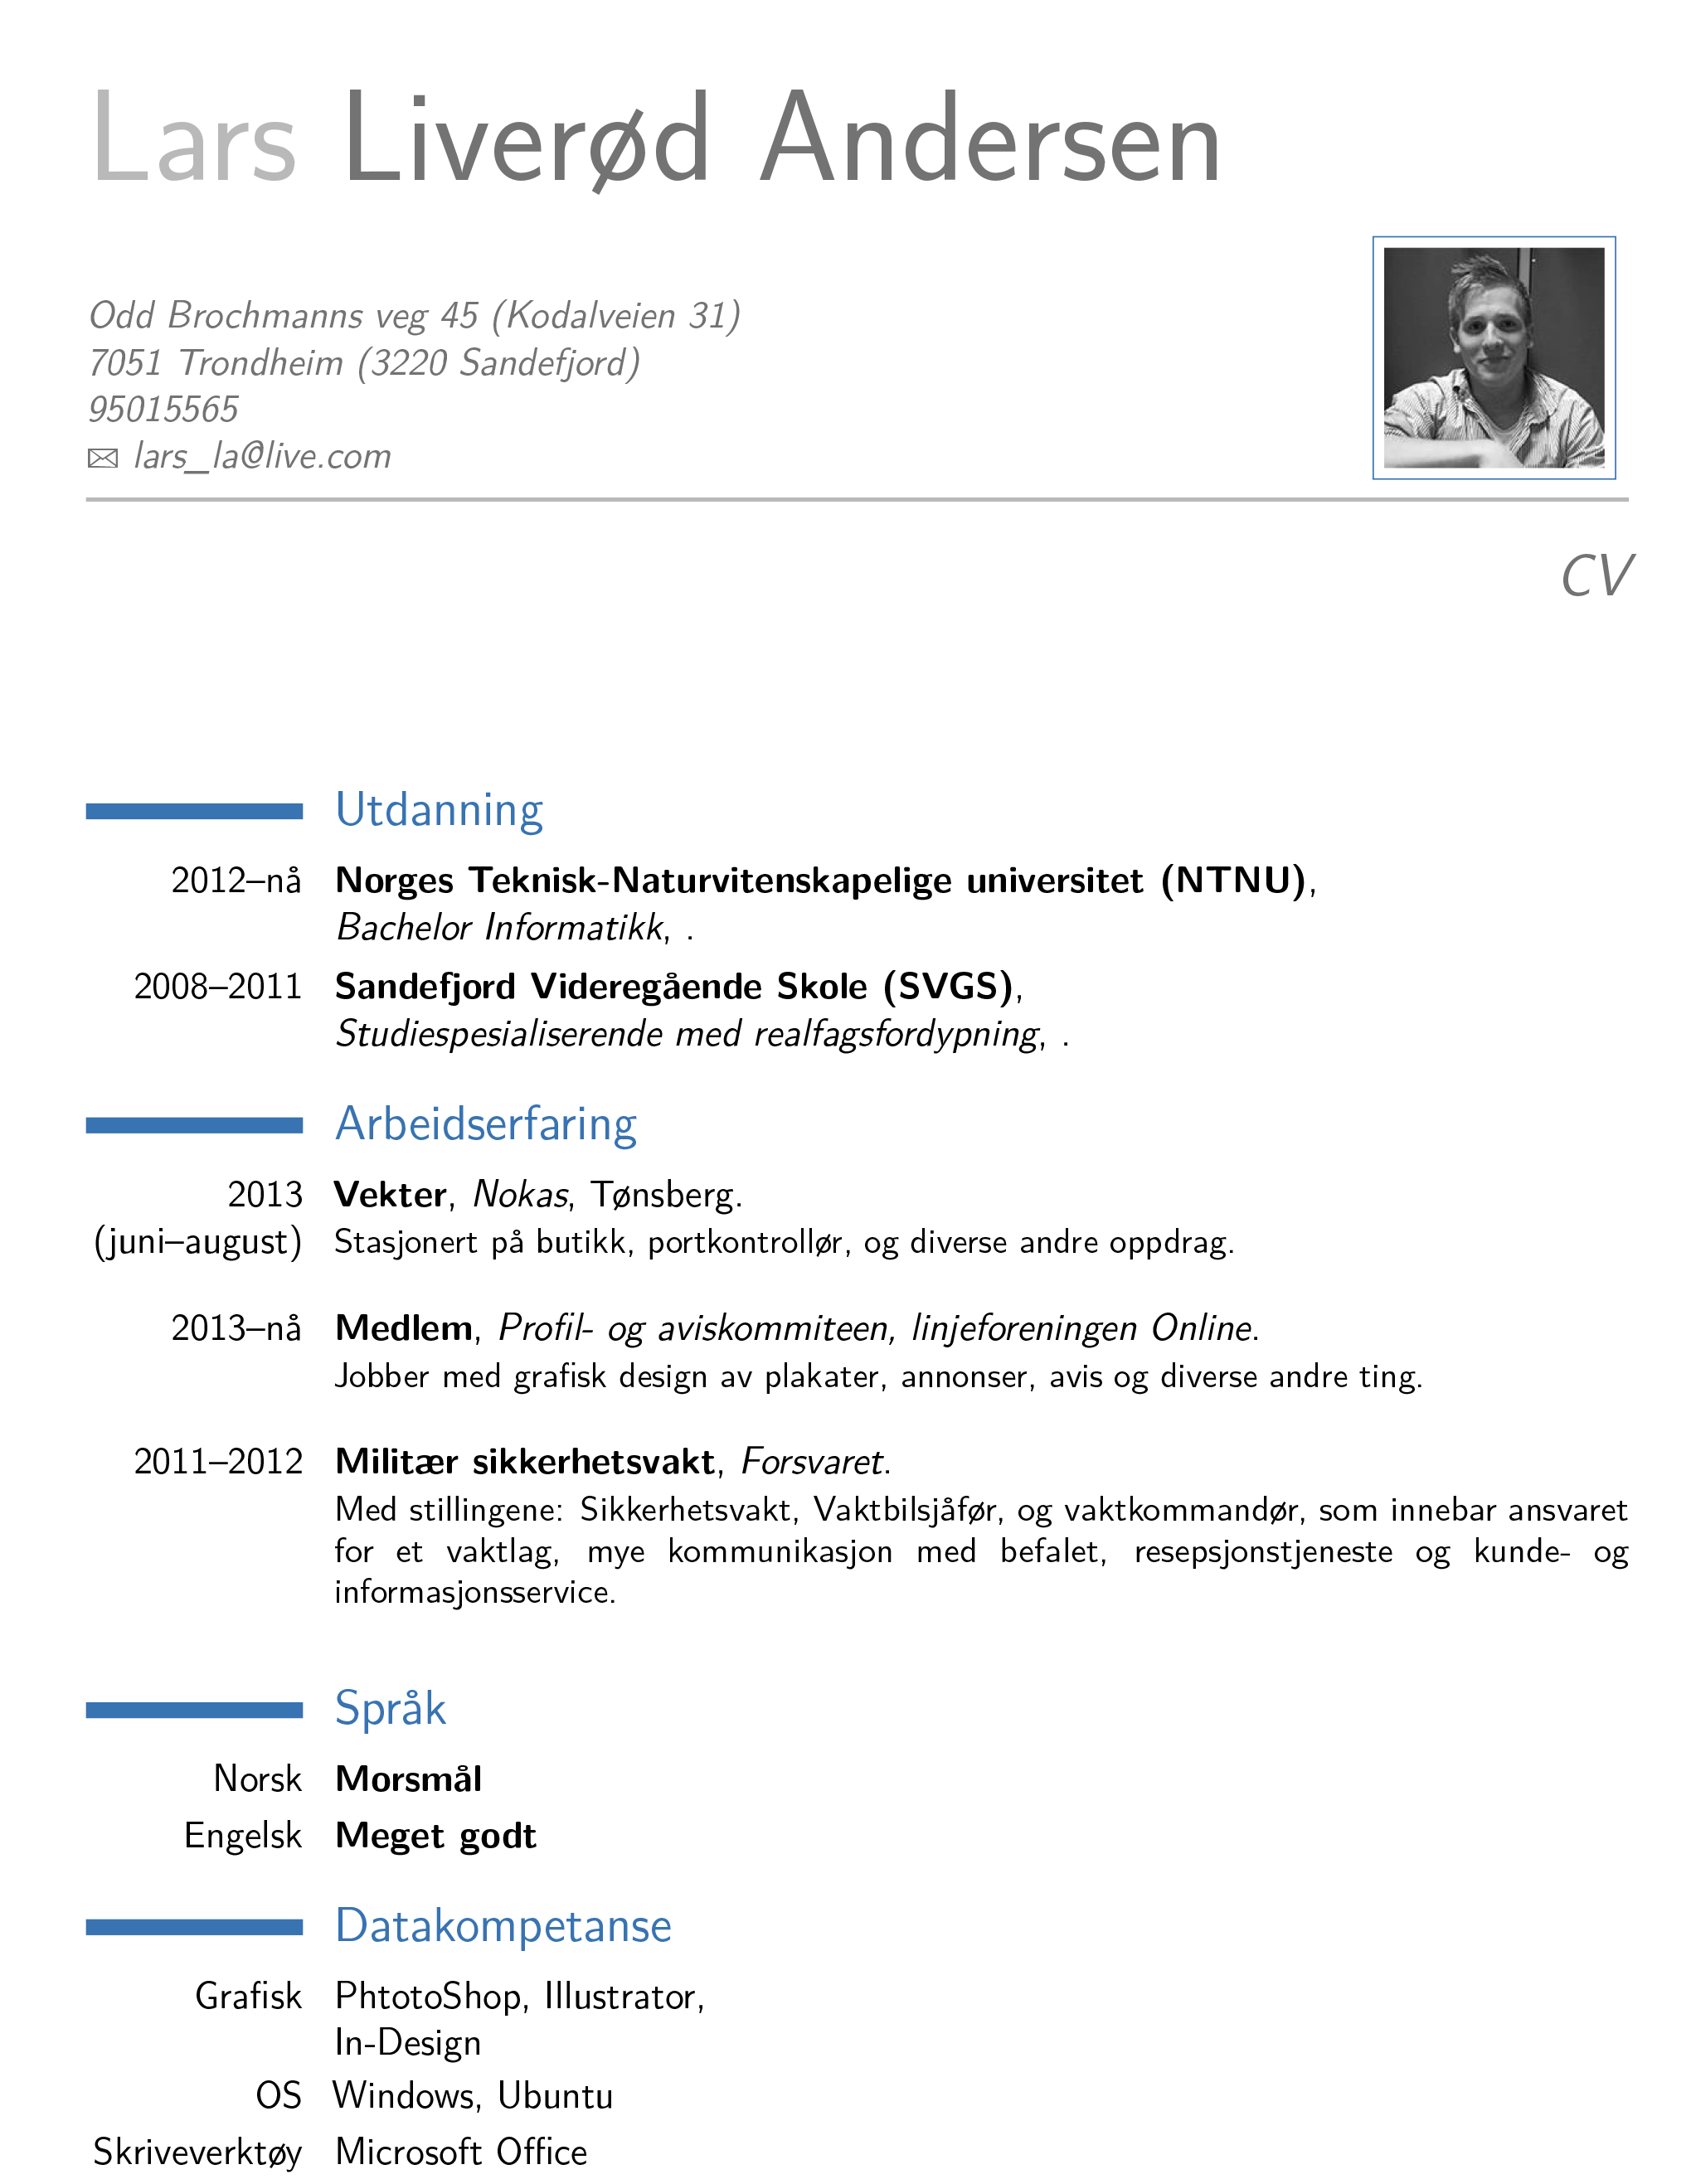 Lars Liverød Andersen
Odd Brochmanns veg 45 (Kodalveien 31)
7051 Trondheim (3220 Sandefjord)
95015565
✉ lars_la@live.com
CV
Utdanning
2012–nå Norges Teknisk-Naturvitenskapelige universitet (NTNU),
Bachelor Informatikk, .
2008–2011 Sandefjord Videregående Skole (SVGS),
Studiespesialiserende med realfagsfordypning, .
Arbeidserfaring
2013 Vekter, Nokas, Tønsberg.
(juni–august) Stasjonert på butikk, portkontrollør, og diverse andre oppdrag.
2013–nå Medlem, Profil- og aviskommiteen, linjeforeningen Online.
Jobber med grafisk design av plakater, annonser, avis og diverse andre ting.
2011–2012 Militær sikkerhetsvakt, Forsvaret.
Med stillingene: Sikkerhetsvakt, Vaktbilsjåfør, og vaktkommandør, som innebar ansvaret
for et vaktlag, mye kommunikasjon med befalet, resepsjonstjeneste og kunde- og
informasjonsservice.
Språk
Norsk Morsmål
Engelsk Meget godt
Datakompetanse
Grafisk PhtotoShop, Illustrator,
In-Design
OS Windows, Ubuntu
Skriveverktøy Microsoft Office